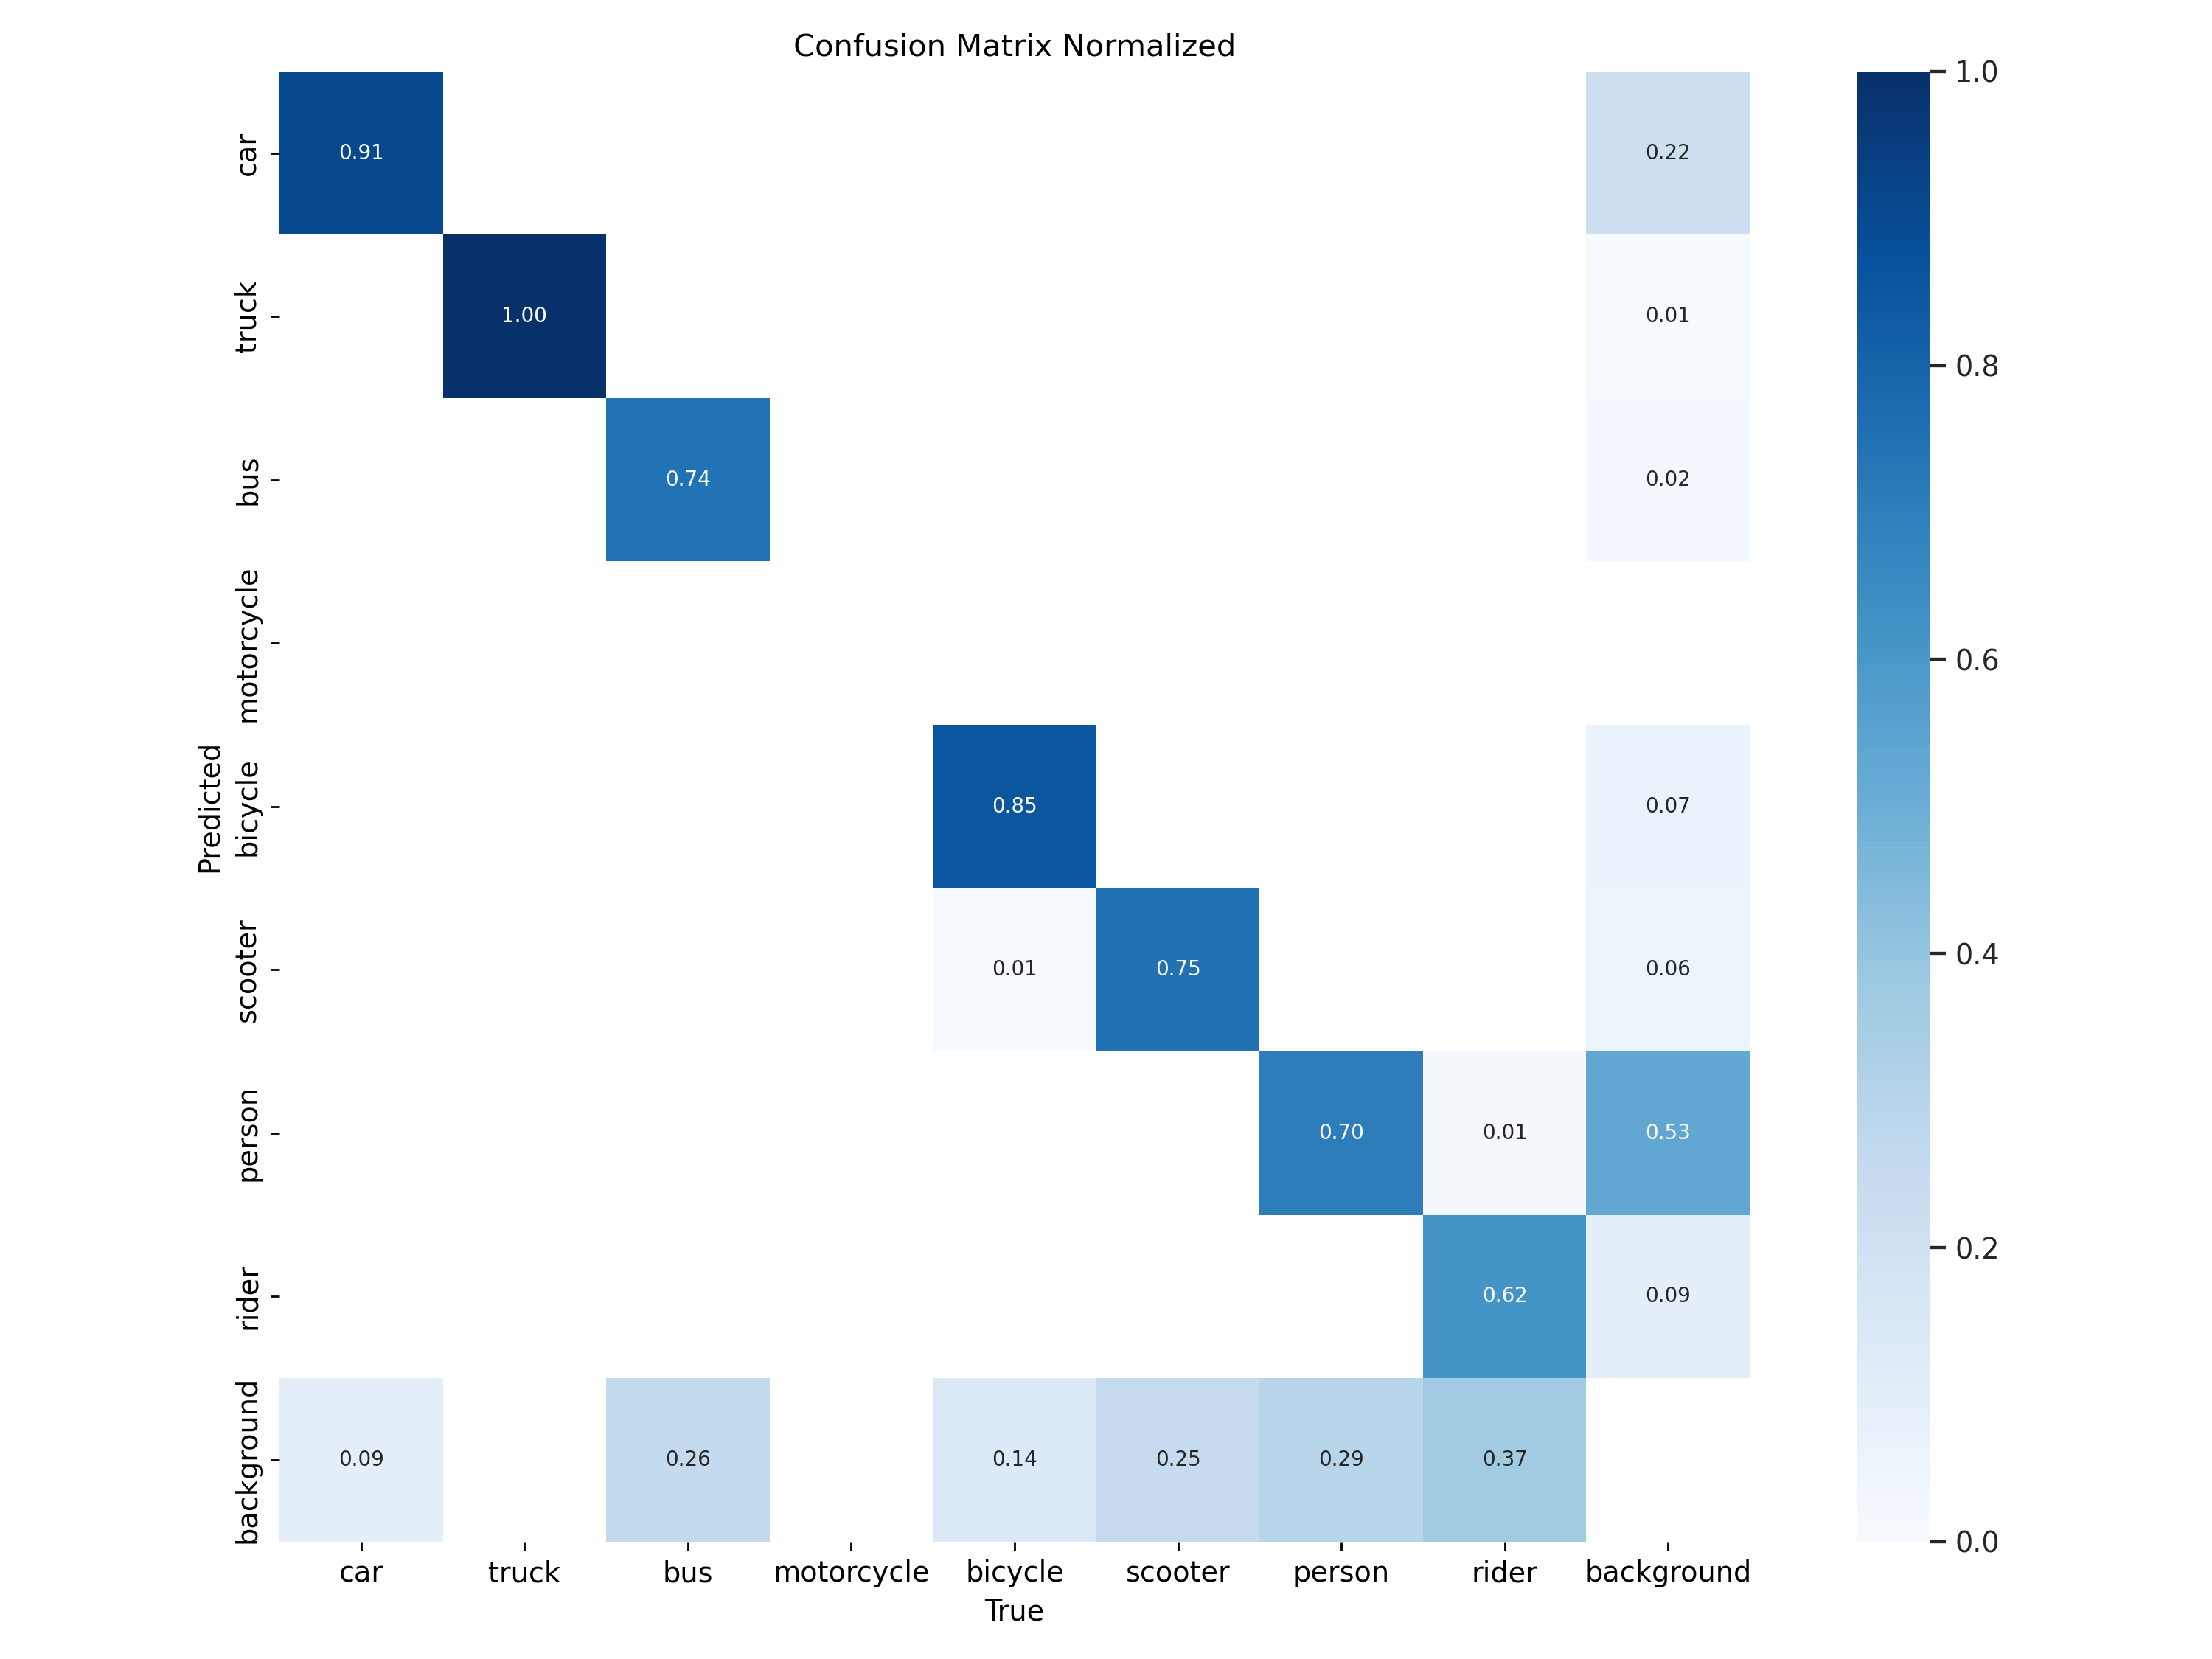 Confusion Matrix Normalized
car 0.91 0.22 1.0
truck 1.00 0.01 0.8
bus 0.74 0.02
motorcycle 0.6
Predicted
bicycle 0.85 0.07
scooter 0.01 0.75 0.06 0.4
person 0.70 0.01 0.53
rider 0.62 0.09 0.2
background 0.09 0.26 0.14 0.25 0.29 0.37 0.0
car truck bus motorcycle bicycle scooter person rider background
True